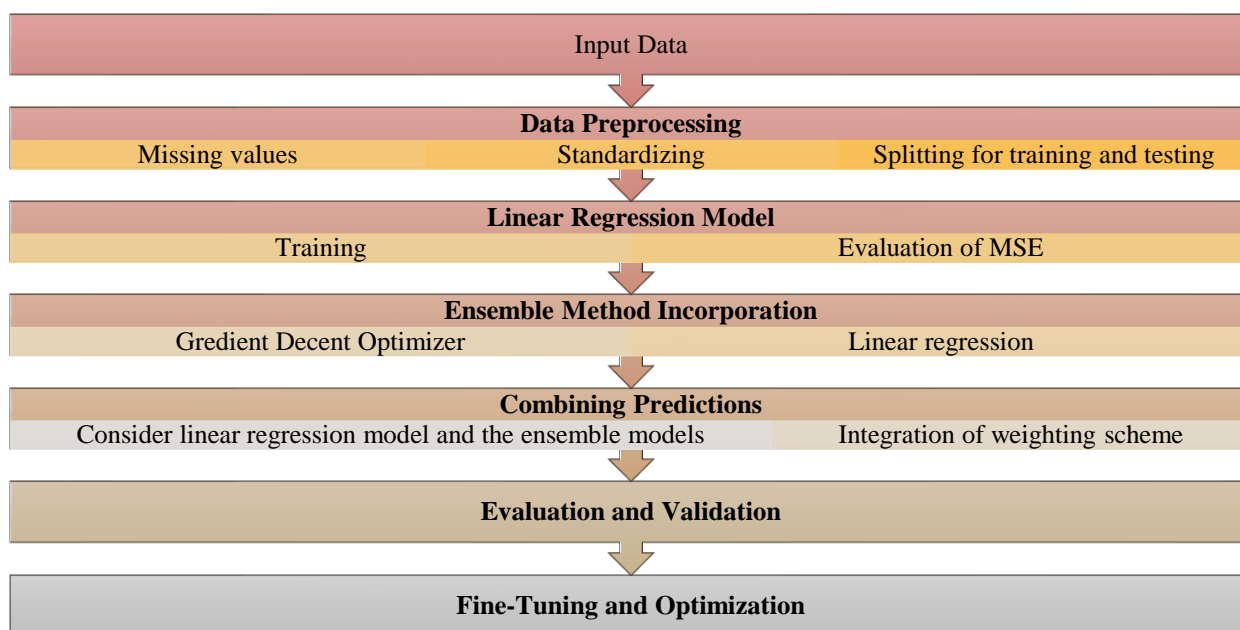 Input Data
Data Preprocessing
Missing values Standardizing Splitting for training and testing
Linear Regression Model
Training Evaluation of MSE
Ensemble Method Incorporation
Gredient Decent Optimizer Linear regression
Combining Predictions
Consider linear regression model and the ensemble models Integration of weighting scheme
Evaluation and Validation
Fine-Tuning and Optimization